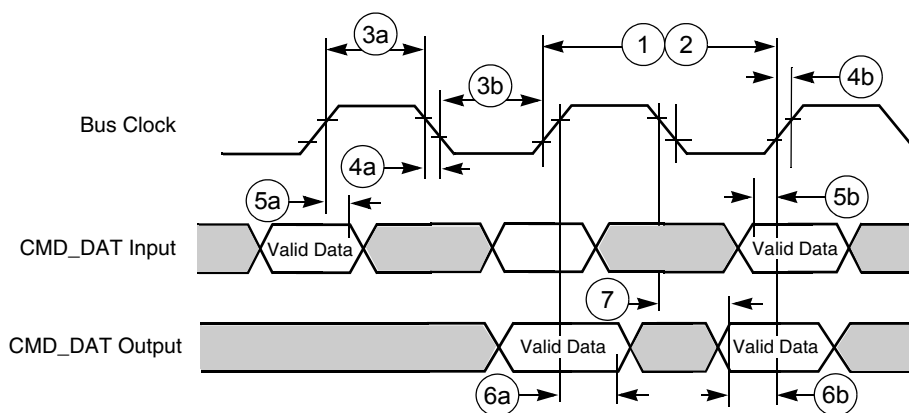 3a
1 2
3b
4b
Bus Clock
4a
5a
5b
CMD_DAT Input
Valid Data
Valid Data
7
CMD_DAT Output
Valid Data
Valid Data
6a
6b